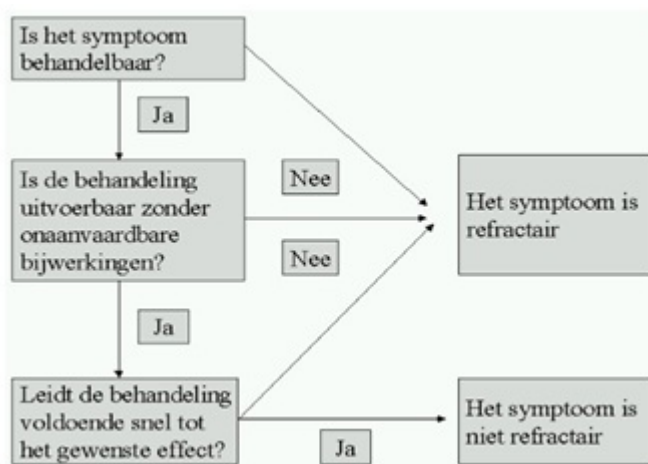 Is het symptoom
behandelbaar?
Ja
Is de behandeling
uitvoerbaar zonder
onaanvaardbare
bijwerkingen?
Nee
Nee
Het symptoom is
refractair
Ja
Leidt de behandeling
voldoende snel tot
het gewenste effect?
Ja
Het symptoom is
niet refractair